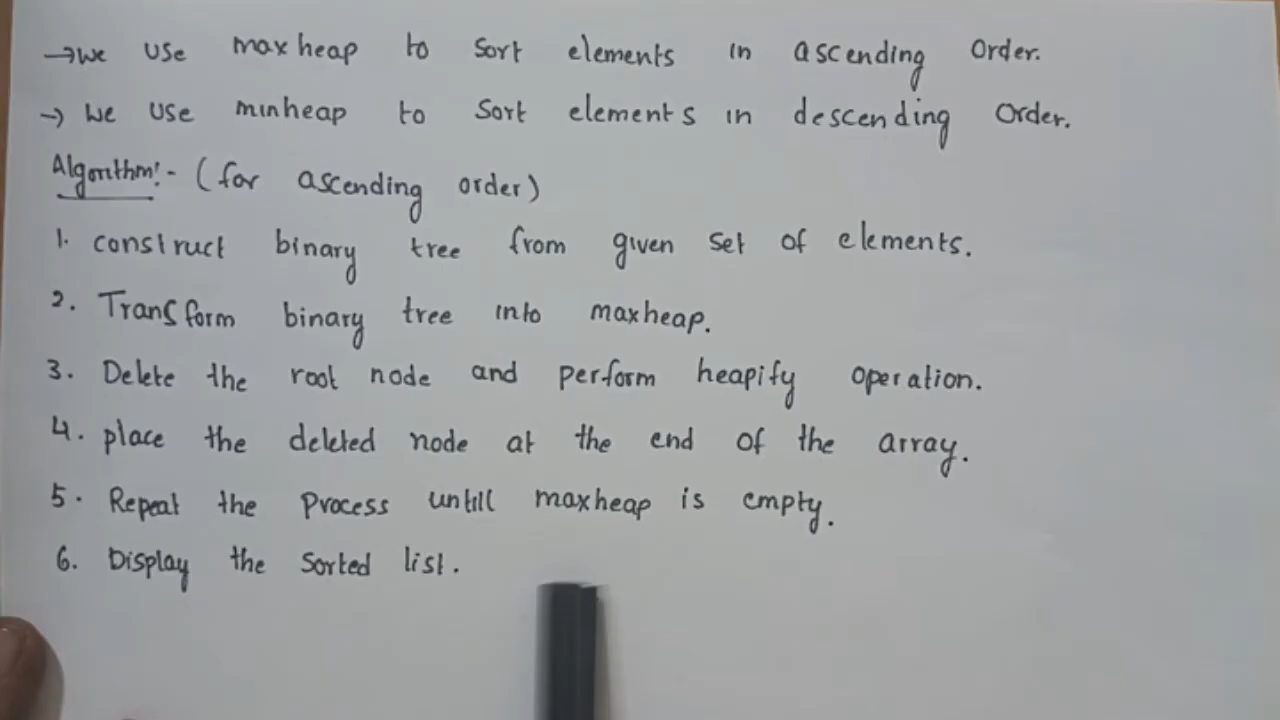 →we use maxheap to sort elements in ascending order.
→ we use minheap to sort elements in descending order.
Algorithm:- (for ascending order)
1. construct binary tree from given set of elements.
2. Transform binary tree into maxheap.
3. Delete the root node and perform heapify operation.
4. place the deleted node at the end of the array.
5. Repeat the process untill maxheap is empty.
6. Display the sorted list.